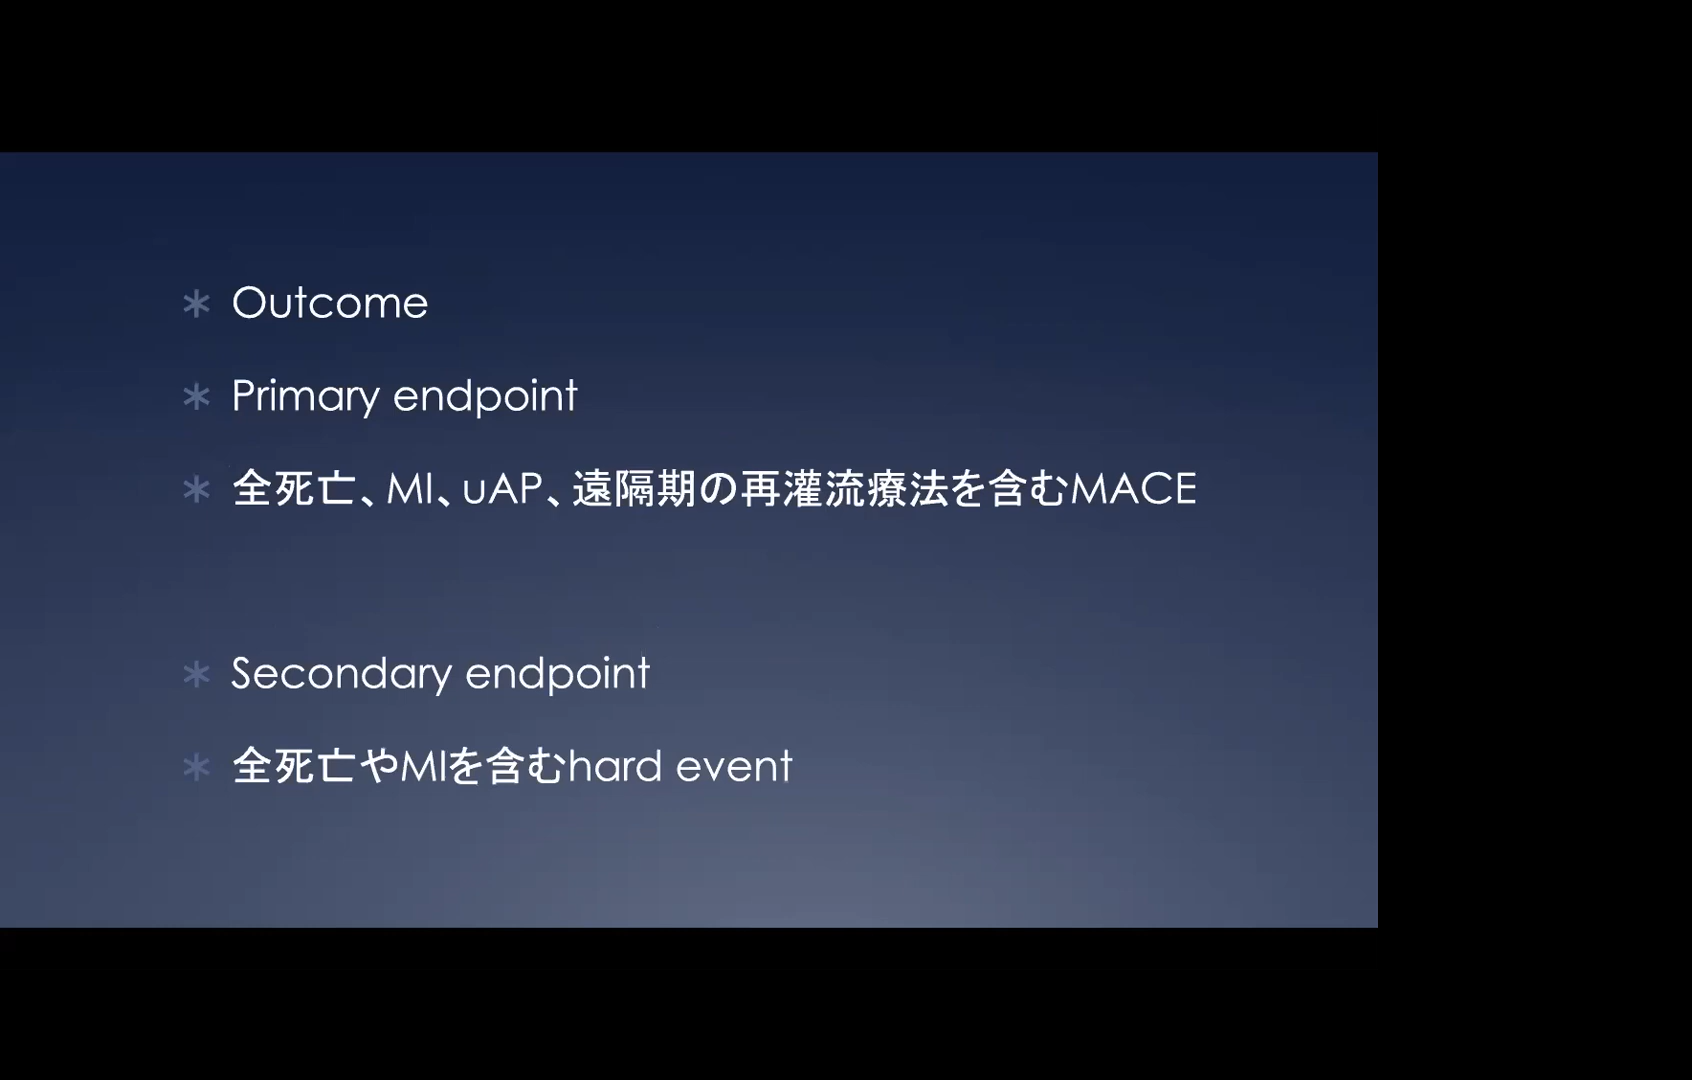 * Outcome
* Primary endpoint
* 全死亡、MI、uAP、遠隔期の再灌流療法を含むMACE
* Secondary endpoint
* 全死亡やMIを含むhard event